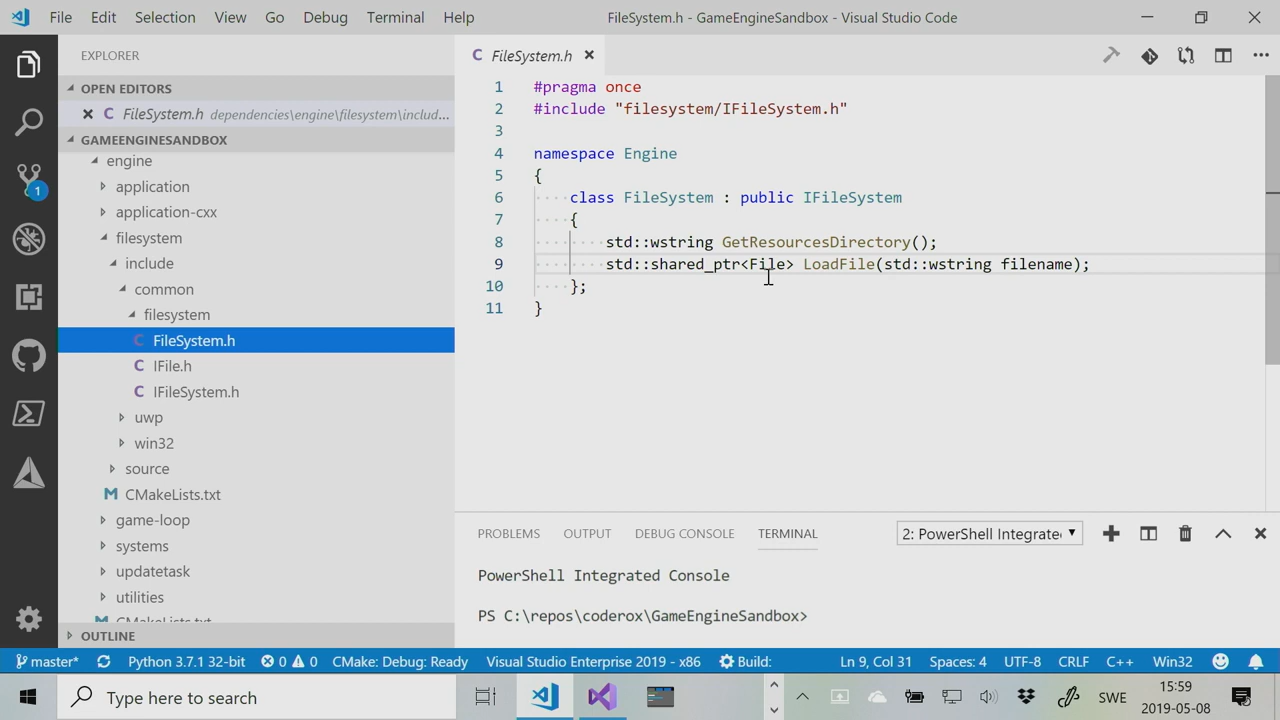 File Edit Selection View Go Debug Terminal Help
FileSystem.h - GameEngineSandbox - Visual Studio Code
EXPLORER
OPEN EDITORS
FileSystem.h dependencies\engine\filesystem\includ...
GAMEENGINESANDBOX
engine
application
application-cxx
filesystem
include
common
filesystem
C FileSystem.h
C IFile.h
C IFileSystem.h
uwp
win32
source
M CMakeLists.txt
game-loop
systems
updatetask
utilities
CMakeLists.txt
OUTLINE
1
C FileSystem.h
1 #pragma once
2 #include "filesystem/IFileSystem.h"
3
4 namespace Engine
5 {
6 class FileSystem : public IFileSystem
7 {
8 std::wstring GetResourcesDirectory();
9 std::shared_ptr<File> LoadFile(std::wstring filename);
10 };
11 }
PROBLEMS OUTPUT DEBUG CONSOLE TERMINAL 2: PowerShell Integrate
PowerShell Integrated Console
PS C:\repos\coderox\GameEngineSandbox>
master* Python 3.7.1 32-bit 0 0 CMake: Debug: Ready Visual Studio Enterprise 2019 - x86 Build: Ln 9, Col 31 Spaces: 4 UTF-8 CRLF C++ Win32
Type here to search
SWE
15:59
2019-05-08